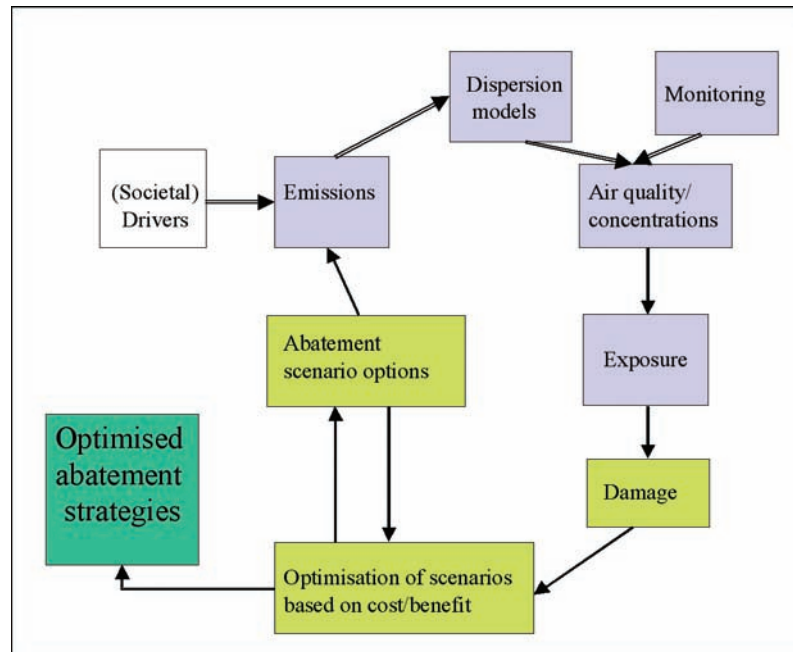 Dispersion
models
Monitoring
(Societal)
Drivers
Emissions
Air quality/
concentrations
Abatement
scenario options
Exposure
Optimised
abatement
strategies
Damage
Optimisation of scenarios
based on cost/benefit